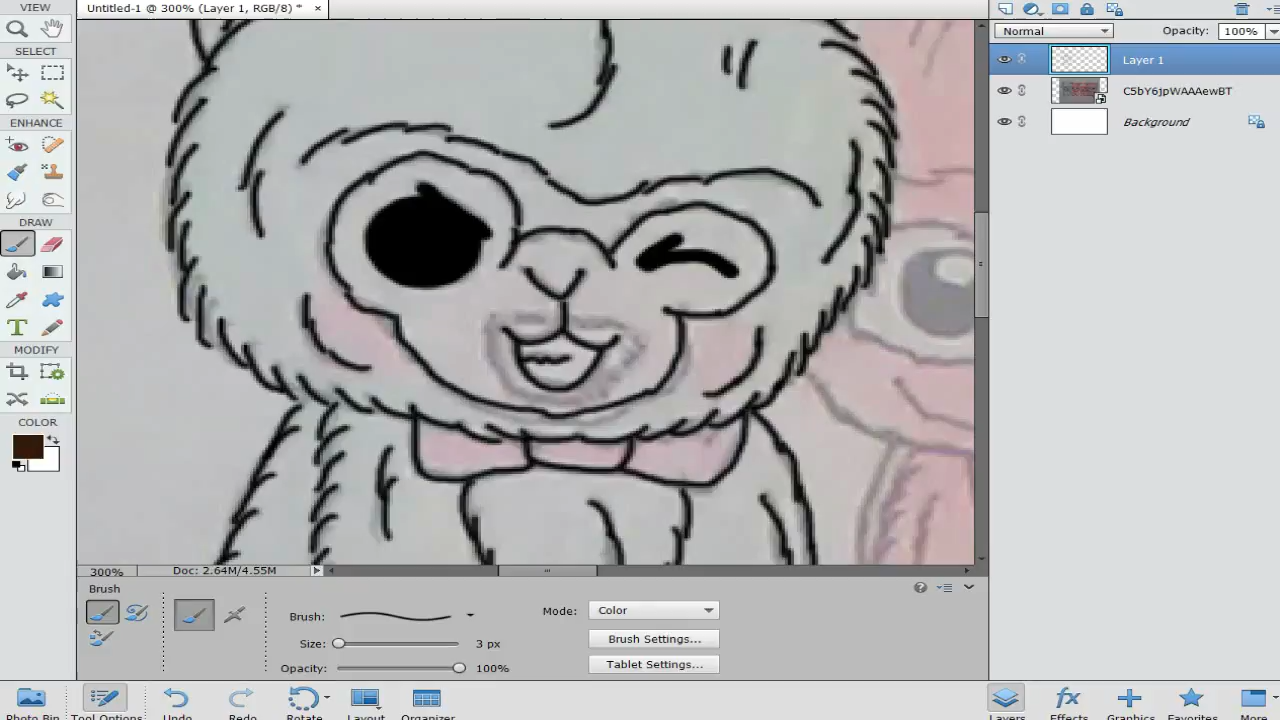 VIEW
Untitled-1 @ 300% (Layer 1, RGB/8) * ×
SELECT
Normal
Opacity: 100%
Layer 1
C5bY6jpWAAAewBT
Background
ENHANCE
DRAW
T
MODIFY
COLOR
300%
Doc: 2.64M/4.55M
Brush
Brush:
Mode:
Color
Size:
3 px
Brush Settings...
Opacity:
100%
Tablet Settings...
fx
Photo Bin
Tool Options
Undo
Redo
Rotate
Layout
Organizer
Layers
Effects
Graphics
Favorites
More